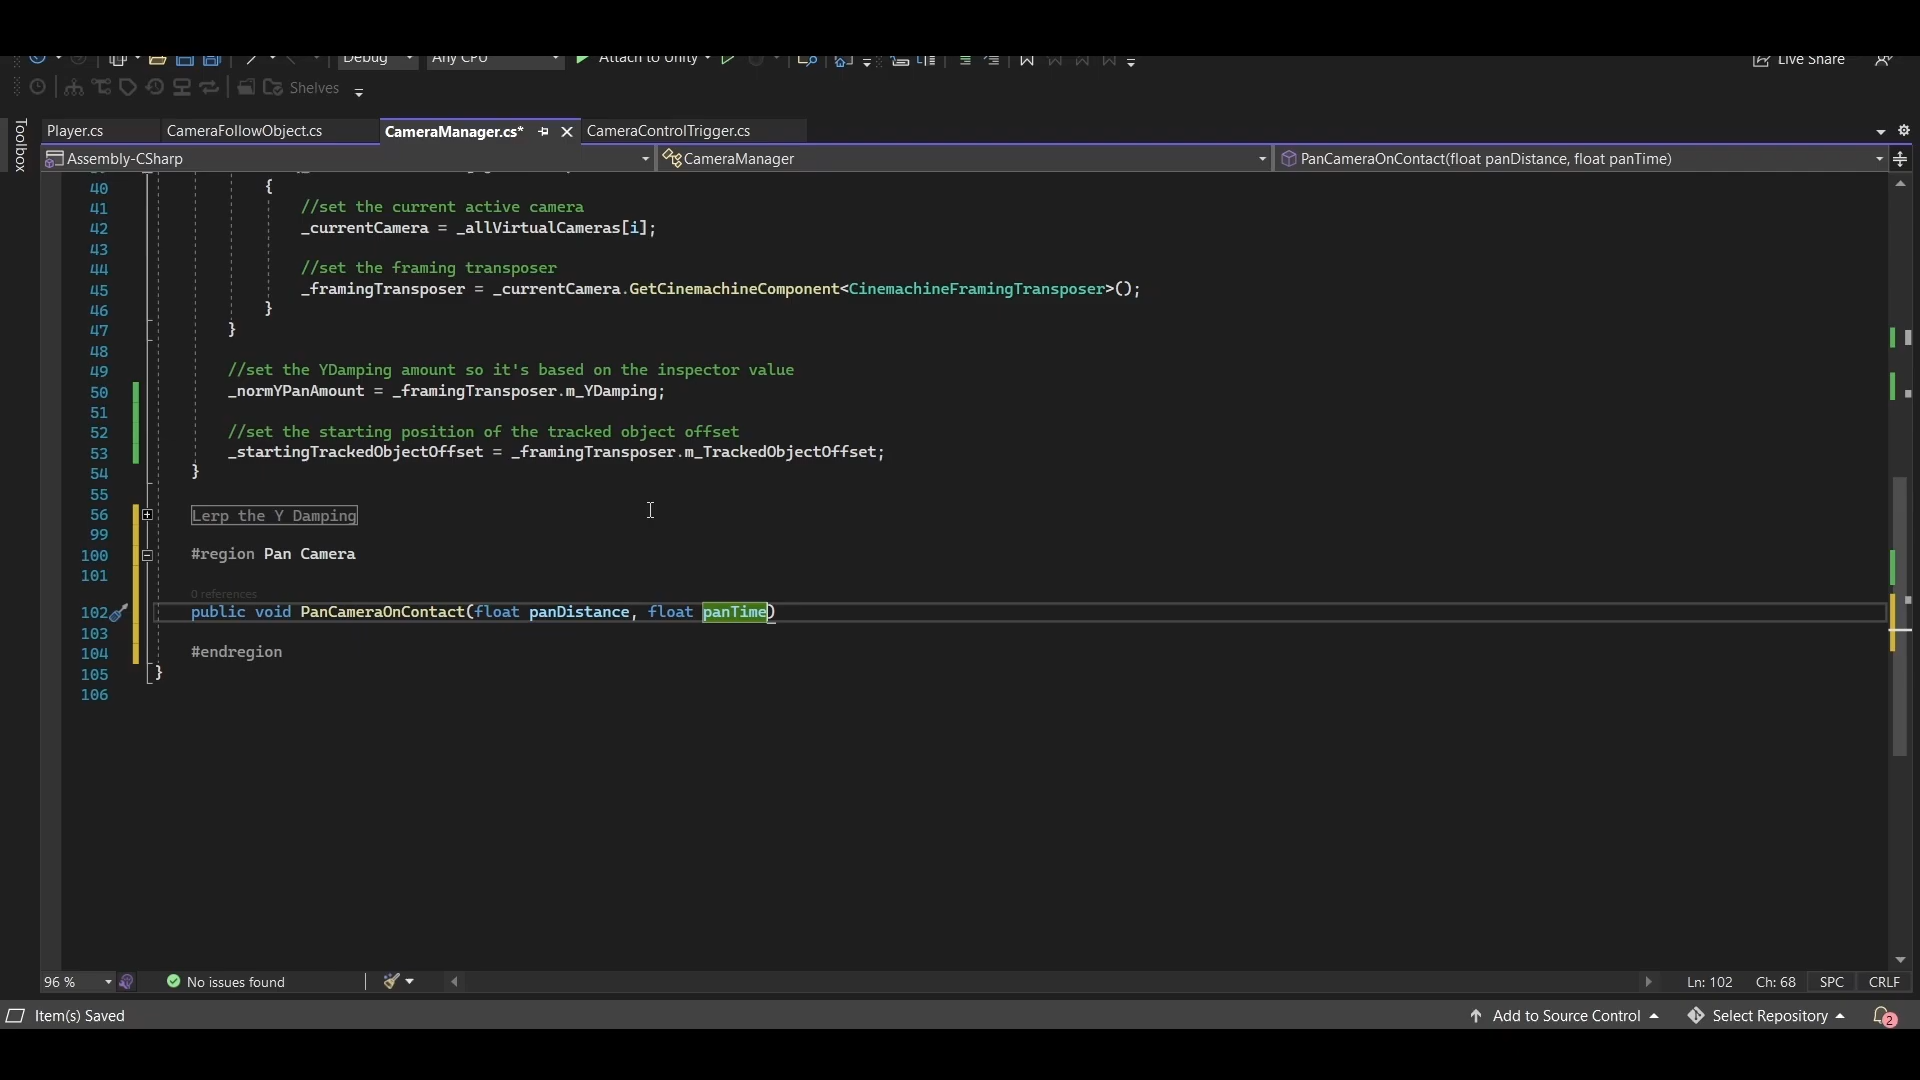 Debug
Any CPU
Attach to Unity
Live Share
Shelves
Toolbox
Player.cs
CameraFollowObject.cs
CameraManager.cs*
CameraControlTrigger.cs
Assembly-CSharp
CameraManager
PanCameraOnContact(float panDistance, float panTime)
40 {
41 //set the current active camera
42 _currentCamera = _allVirtualCameras[i];
43
44 //set the framing transposer
45 _framingTransposer = _currentCamera.GetCinemachineComponent<CinemachineFramingTransposer>();
46 }
47 }
48
49 //set the YDamping amount so it's based on the inspector value
50 _normYPanAmount = _framingTransposer.m_YDamping;
51
52 //set the starting position of the tracked object offset
53 _startingTrackedObjectOffset = _framingTransposer.m_TrackedObjectOffset;
54 }
55
56 Lerp the Y Damping
99
100 #region Pan Camera
101
0 references
102 public void PanCameraOnContact(float panDistance, float panTime)
103
104 #endregion
105 }
106
96 %
No issues found
Ln: 102
Ch: 68
SPC
CRLF
Item(s) Saved
Add to Source Control
Select Repository
2